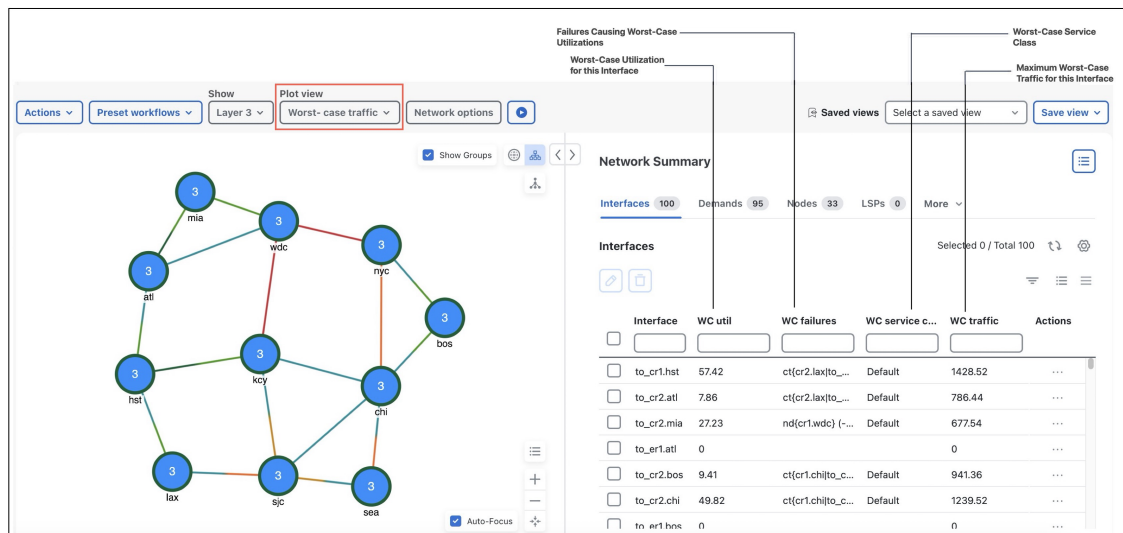 Failures Causing Worst-Case
Utilizations
Worst-Case Service
Class
Worst-Case Utilization
for this Interface
Maximum Worst-Case
Traffic for this Interface
Show
Plot view
Actions
Preset workflows
Layer 3
Worst- case traffic
Network options
Saved views
Select a saved view
Save view
Show Groups
Network Summary
Interfaces 100 Demands 95 Nodes 33 LSPs 0 More
Interfaces
Selected 0 / Total 100
Interface WC util WC failures WC service c... WC traffic Actions
to_cr1.hst 57.42 ct{cr2.lax|to_... Default 1428.52 ...
to_cr2.atl 7.86 ct{cr2.lax|to_... Default 786.44 ...
to_cr2.mia 27.23 nd{cr1.wdc} (-... Default 677.54 ...
to_er1.atl 0 0 ...
to_cr2.bos 9.41 ct{cr1.chi|to_c... Default 941.36 ...
to_cr2.chi 49.82 ct{cr1.chi|to_c... Default 1239.52 ...
to_er1.bos 0 0 ...
3
mia
3
wdc
3
nyc
3
atl
3
bos
3
kcy
3
hst
3
chi
3
lax
3
sjc
3
sea
Auto-Focus